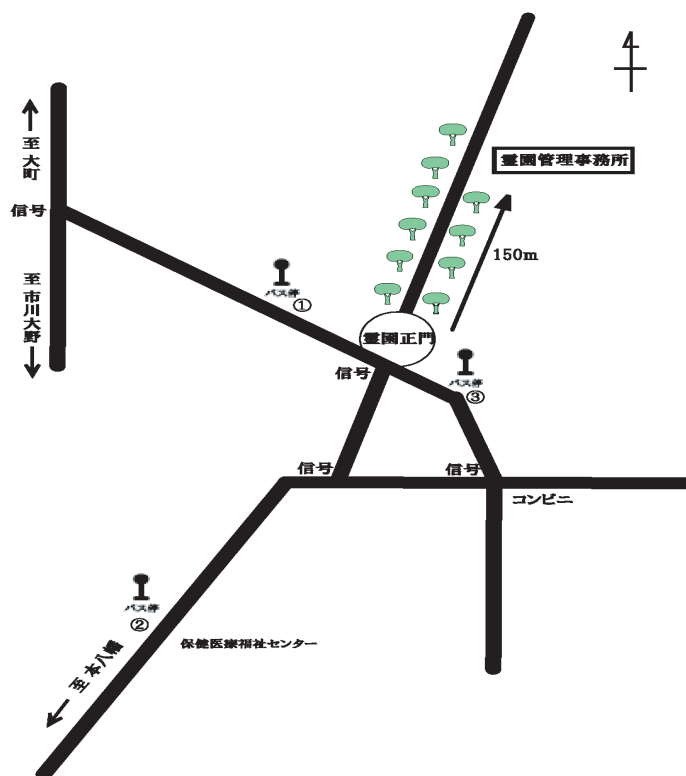 至 大町
霊園管理事務所
信号
150m
バス停
①
至 市川大野
霊園正門
信号
バス停
③
信号
信号
コンビニ
バス停
②
保健医療福祉センター
至 本八幡